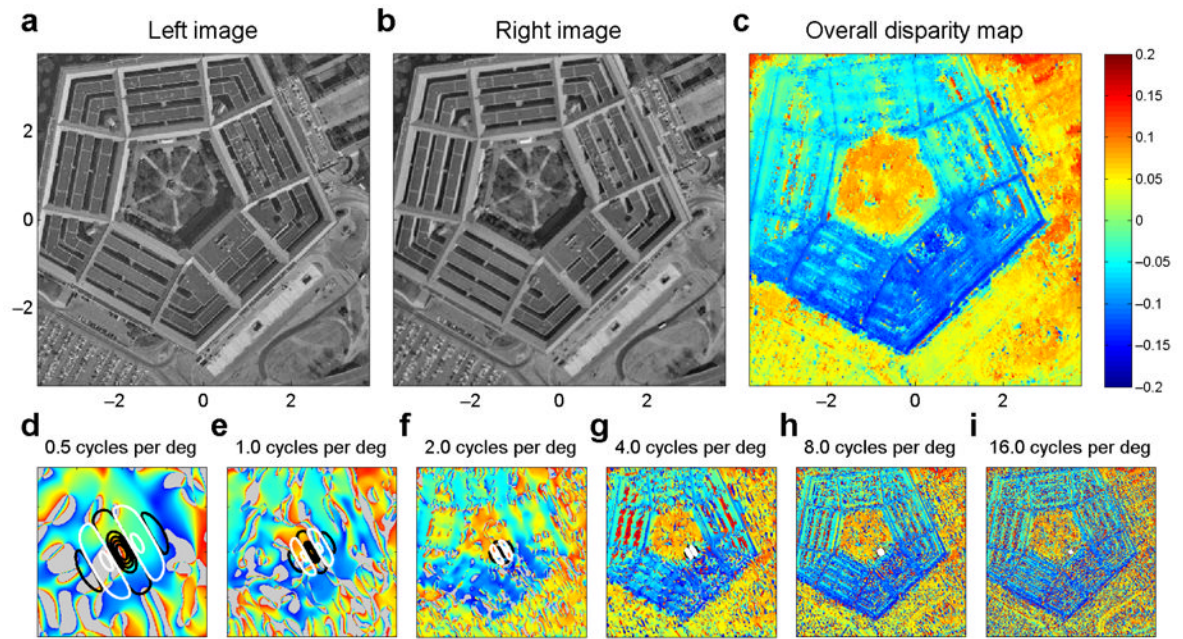 a
Left image
b
Right image
c
Overall disparity map
2
0
–2
–2
0
2
–2
0
2
0.2
0.15
0.1
0.05
0
–0.05
–0.1
–0.15
–0.2
d
0.5 cycles per deg
e
1.0 cycles per deg
f
2.0 cycles per deg
g
4.0 cycles per deg
h
8.0 cycles per deg
i
16.0 cycles per deg